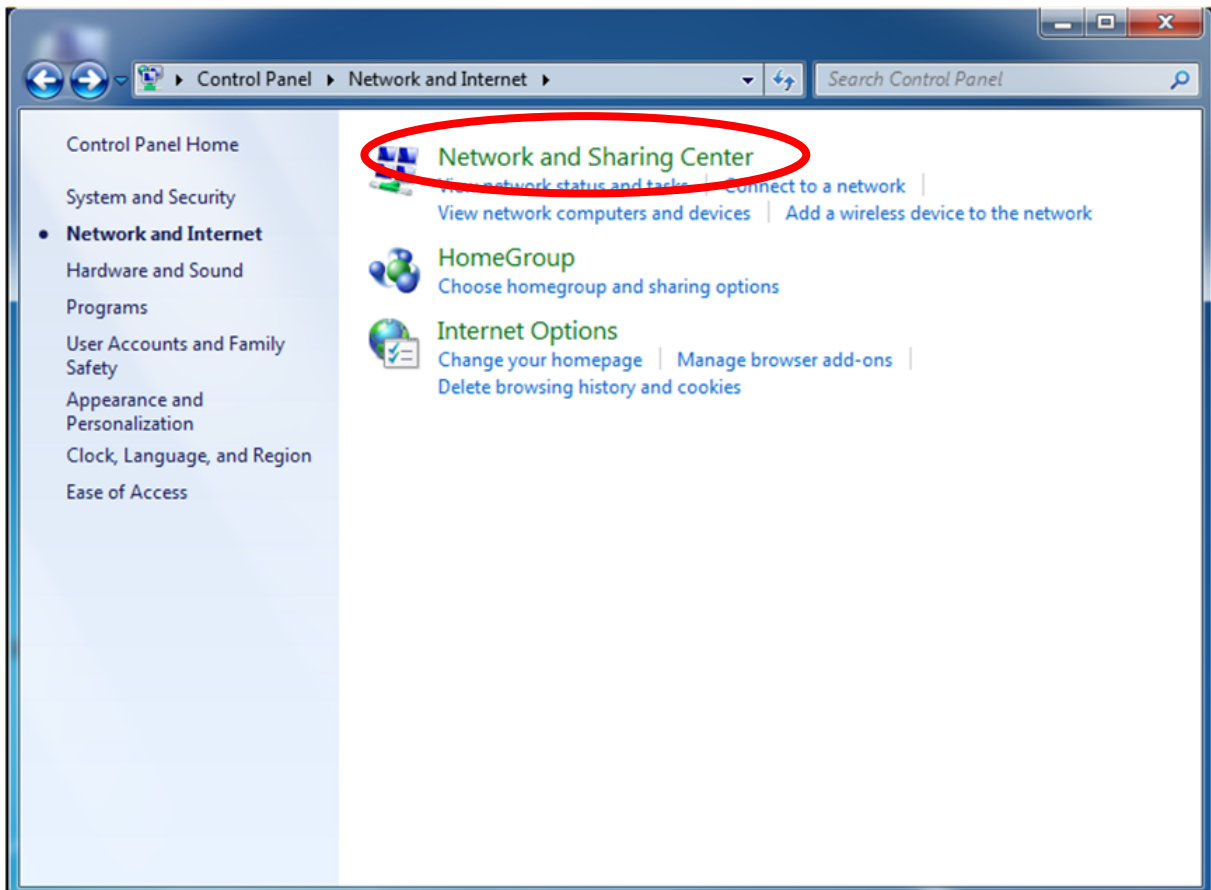 Control Panel ▸ Network and Internet ▸
Search Control Panel
Control Panel Home
System and Security
• Network and Internet
Hardware and Sound
Programs
User Accounts and Family
Safety
Appearance and
Personalization
Clock, Language, and Region
Ease of Access
Network and Sharing Center
View network status and tasks Connect to a network
View network computers and devices Add a wireless device to the network
HomeGroup
Choose homegroup and sharing options
Internet Options
Change your homepage Manage browser add-ons
Delete browsing history and cookies